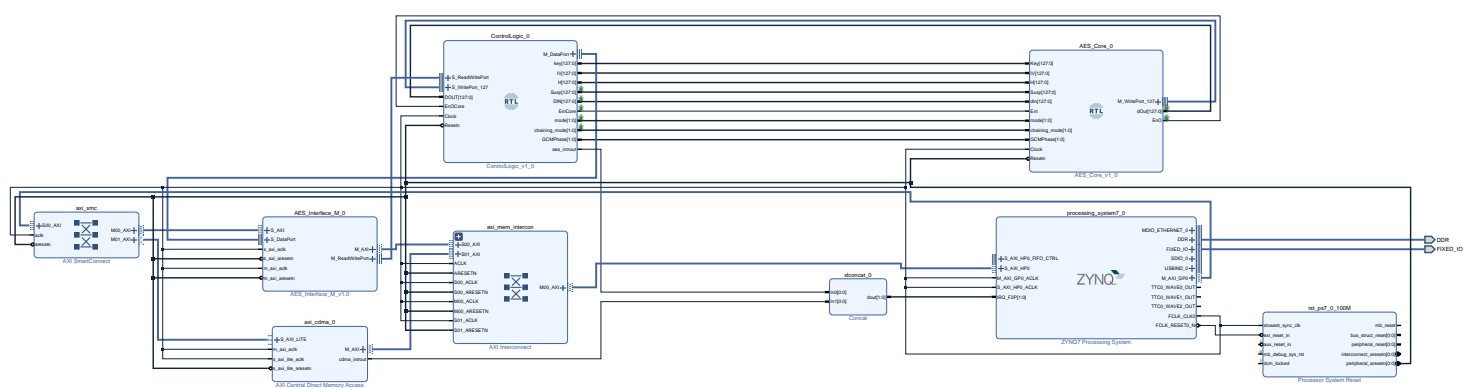 ControlLogic_0
M_DataPort
key[127:0]
IV[127:0]
H[127:0]
Susp[127:0]
DIN[127:0]
EnICore
mode[1:0]
chaining_mode[1:0]
GCMPhase[1:0]
aes_introut
S_ReadWritePort
S_WritePort_127
DOUT[127:0]
EnOCore
Clock
Resetn
RTL
ControlLogic_v1_0
AES_Core_0
Key[127:0]
IV[127:0]
H[127:0]
Susp[127:0]
dIn[127:0]
EnI
mode[1:0]
chaining_mode[1:0]
GCMPhase[1:0]
Clock
Resetn
M_WritePort_127
dOut[127:0]
EnO
RTL
AES_Core_v1_0
axi_smc
S00_AXI
aclk
aresetn
M00_AXI
M01_AXI
AXI SmartConnect
AES_Interface_M_0
S_AXI
S_DataPort
s_axi_aclk
s_axi_aresetn
m_axi_aclk
m_axi_aresetn
M_AXI
M_ReadWritePort
AES_Interface_M_v1.0
axi_mem_intercon
S00_AXI
S01_AXI
ACLK
ARESETN
S00_ACLK
S00_ARESETN
M00_ACLK
M00_ARESETN
S01_ACLK
S01_ARESETN
M00_AXI
AXI Interconnect
axi_cdma_0
S_AXI_LITE
m_axi_aclk
s_axi_lite_aclk
s_axi_lite_aresetn
M_AXI
cdma_introut
AXI Central Direct Memory Access
xlconcat_0
In0[0:0]
In1[0:0]
dout[1:0]
Concat
processing_system7_0
S_AXI_HP0_FIFO_CTRL
S_AXI_HP0
M_AXI_GP0_ACLK
S_AXI_HP0_ACLK
IRQ_F2P[1:0]
ZYNQ
MDIO_ETHERNET_0
DDR
FIXED_IO
SDIO_0
USBIND_0
M_AXI_GP0
TTC0_WAVE0_OUT
TTC0_WAVE1_OUT
TTC0_WAVE2_OUT
FCLK_CLK0
FCLK_RESET0_N
ZYNQ7 Processing System
DDR
FIXED_IO
rst_ps7_0_100M
slowest_sync_clk
ext_reset_in
aux_reset_in
mb_debug_sys_rst
dcm_locked
mb_reset
bus_struct_reset[0:0]
peripheral_reset[0:0]
interconnect_aresetn[0:0]
peripheral_aresetn[0:0]
Processor System Reset